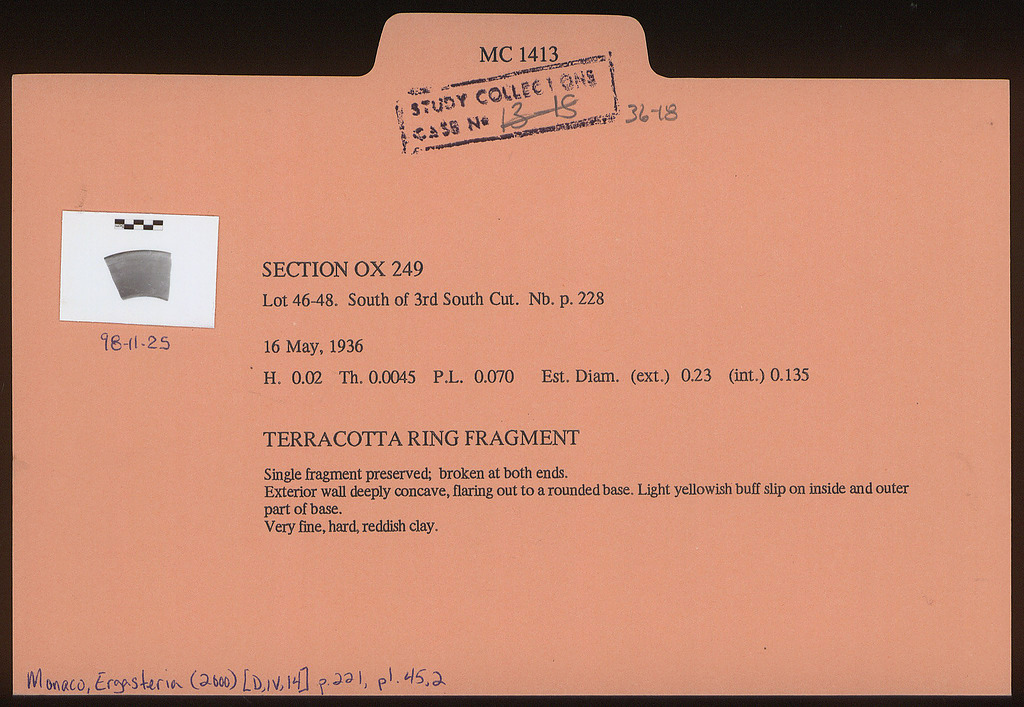 MC 1413
STUDY COLLECTIONS
CASE No 13-18
36-18
98-11-25
SECTION OX 249
Lot 46-48. South of 3rd South Cut. Nb. p. 228
16 May, 1936
H. 0.02 Th. 0.0045 P.L. 0.070 Est. Diam. (ext.) 0.23 (int.) 0.135
TERRACOTTA RING FRAGMENT
Single fragment preserved; broken at both ends.
Exterior wall deeply concave, flaring out to a rounded base. Light yellowish buff slip on inside and outer
part of base.
Very fine, hard, reddish clay.
Monaco, Ergasteria (2000) [D,IV,14] p.221, pl.45,2